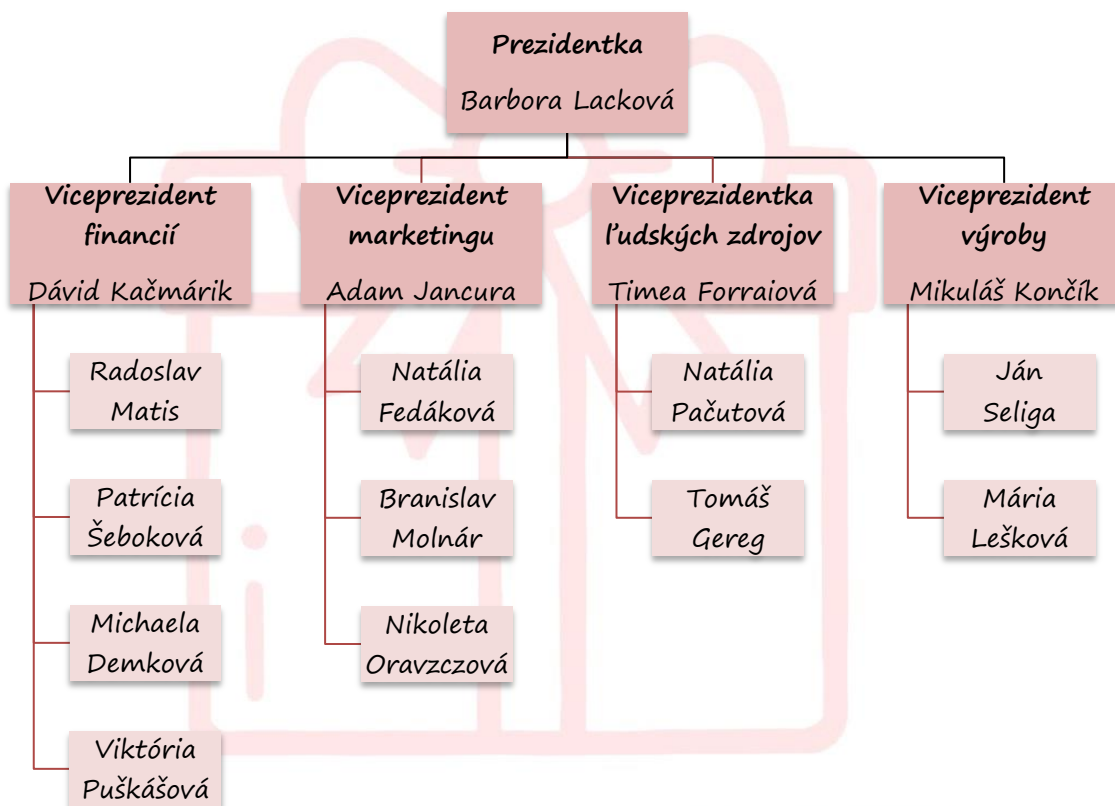 Prezidentka
Barbora Lacková
Viceprezident
financií
Dávid Kačmárik
Viceprezident
marketingu
Adam Jancura
Viceprezidentka
ľudských zdrojov
Timea Forraiová
Viceprezident
výroby
Mikuláš Končík
Radoslav
Matis
Patrícia
Šeboková
Michaela
Demková
Viktória
Puškášová
Natália
Fedáková
Branislav
Molnár
Nikoleta
Oravzczová
Natália
Pačutová
Tomáš
Gereg
Ján
Seliga
Mária
Lešková